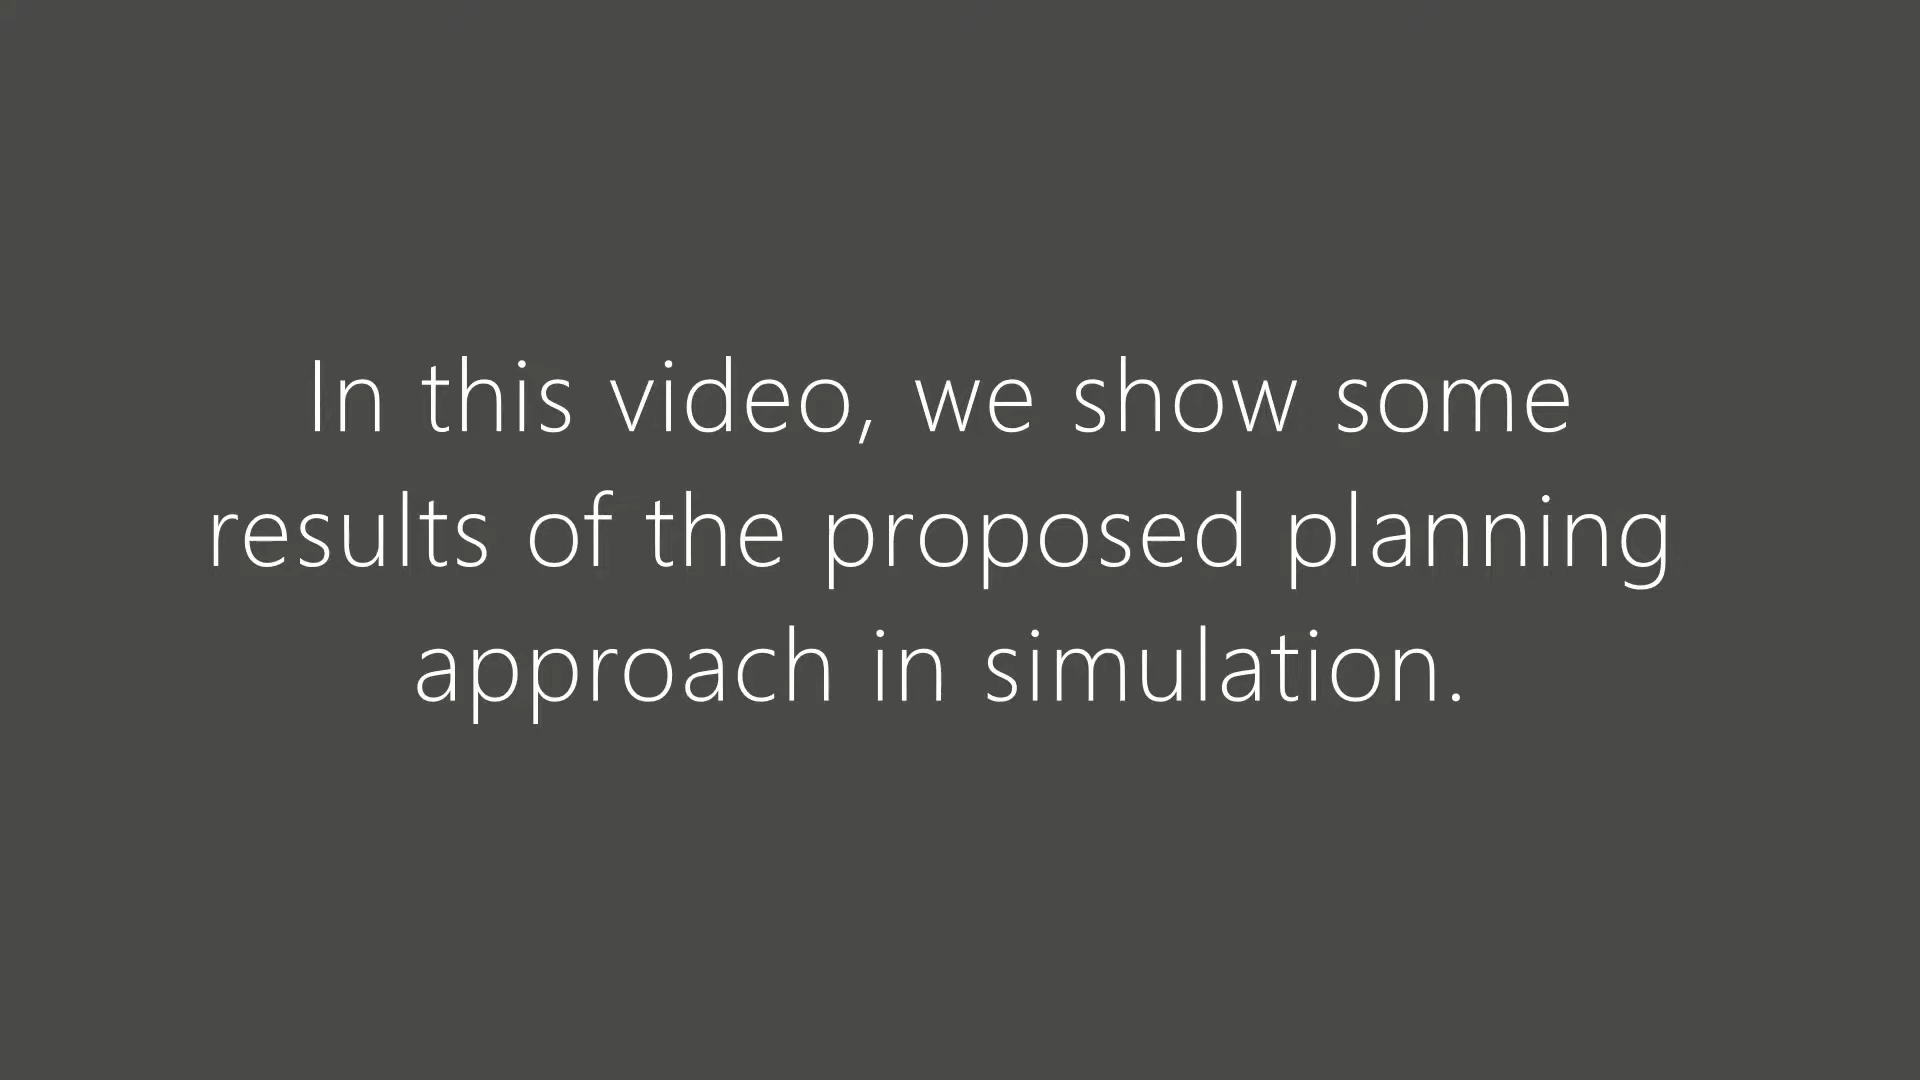 In this video, we show some
results of the proposed planning
approach in simulation.